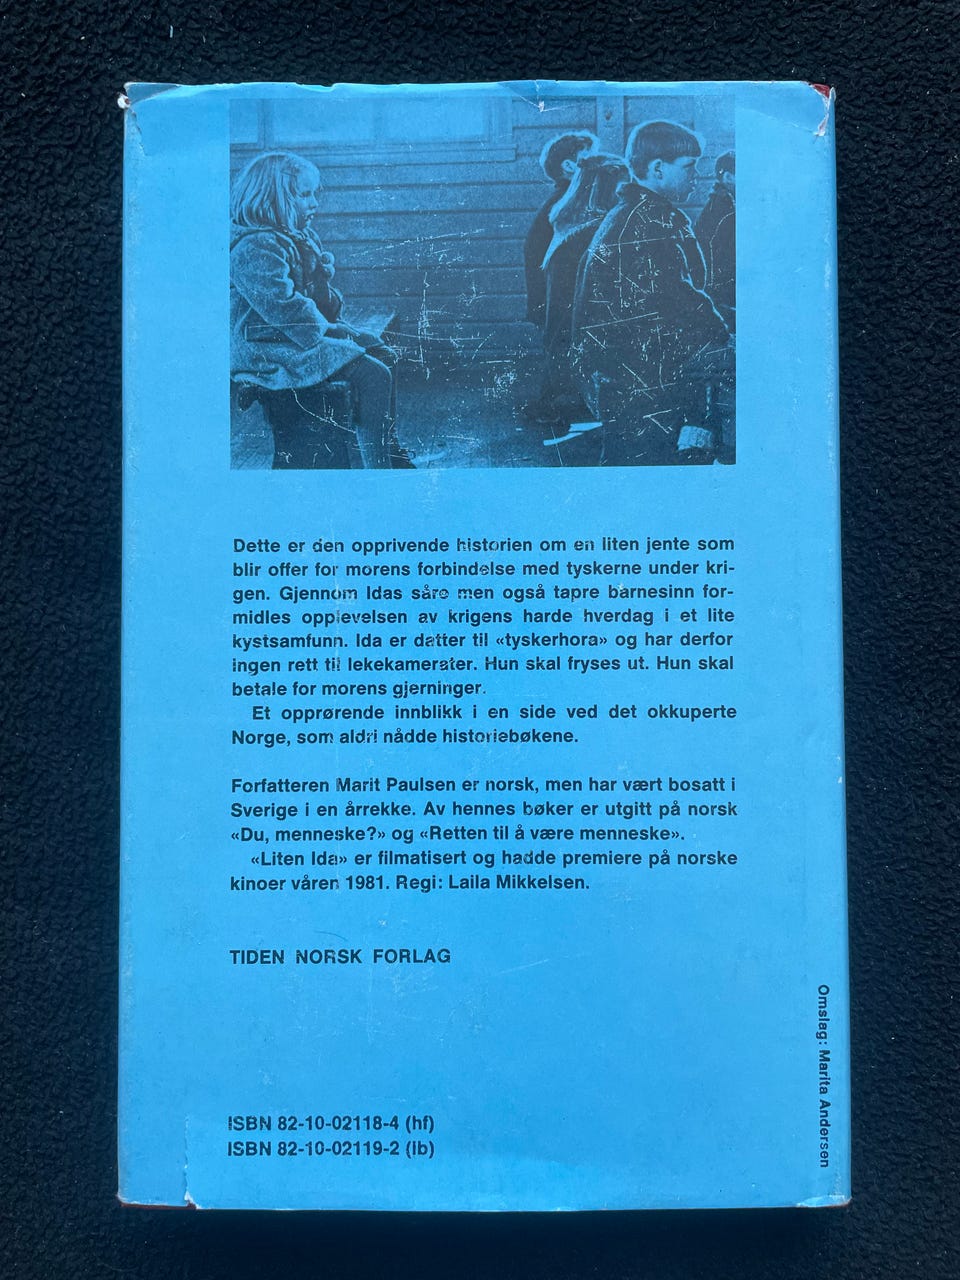 Dette er den opprivende historien om en liten jente som
blir offer for morens forbindelse med tyskerne under kri-
gen. Gjennom Idas såre men også tapre barnesinn for-
midles opplevelsen av krigens harde hverdag i et lite
kystsamfunn. Ida er datter til «tyskerhora» og har derfor
ingen rett til lekekamerater. Hun skal fryses ut. Hun skal
betale for morens gjerninger.
Et opprørende innblikk i en side ved det okkuperte
Norge, som aldri nådde historiebøkene.
Forfatteren Marit Paulsen er norsk, men har vært bosatt i
Sverige i en årrekke. Av hennes bøker er utgitt på norsk
«Du, menneske?» og «Retten til å være menneske».
«Liten Ida» er filmatisert og hadde premiere på norske
kinoer våren 1981. Regi: Laila Mikkelsen.
TIDEN NORSK FORLAG
Omslag: Marita Andersen
ISBN 82-10-02118-4 (hf)
ISBN 82-10-02119-2 (ib)